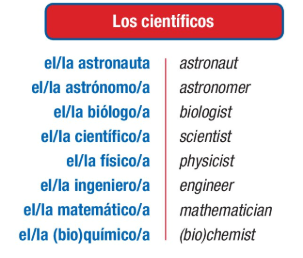 Los científicos
el/la astronauta astronaut
el/la astrónomo/a astronomer
el/la biólogo/a biologist
el/la científico/a scientist
el/la físico/a physicist
el/la ingeniero/a engineer
el/la matemático/a mathematician
el/la (bio)químico/a (bio)chemist